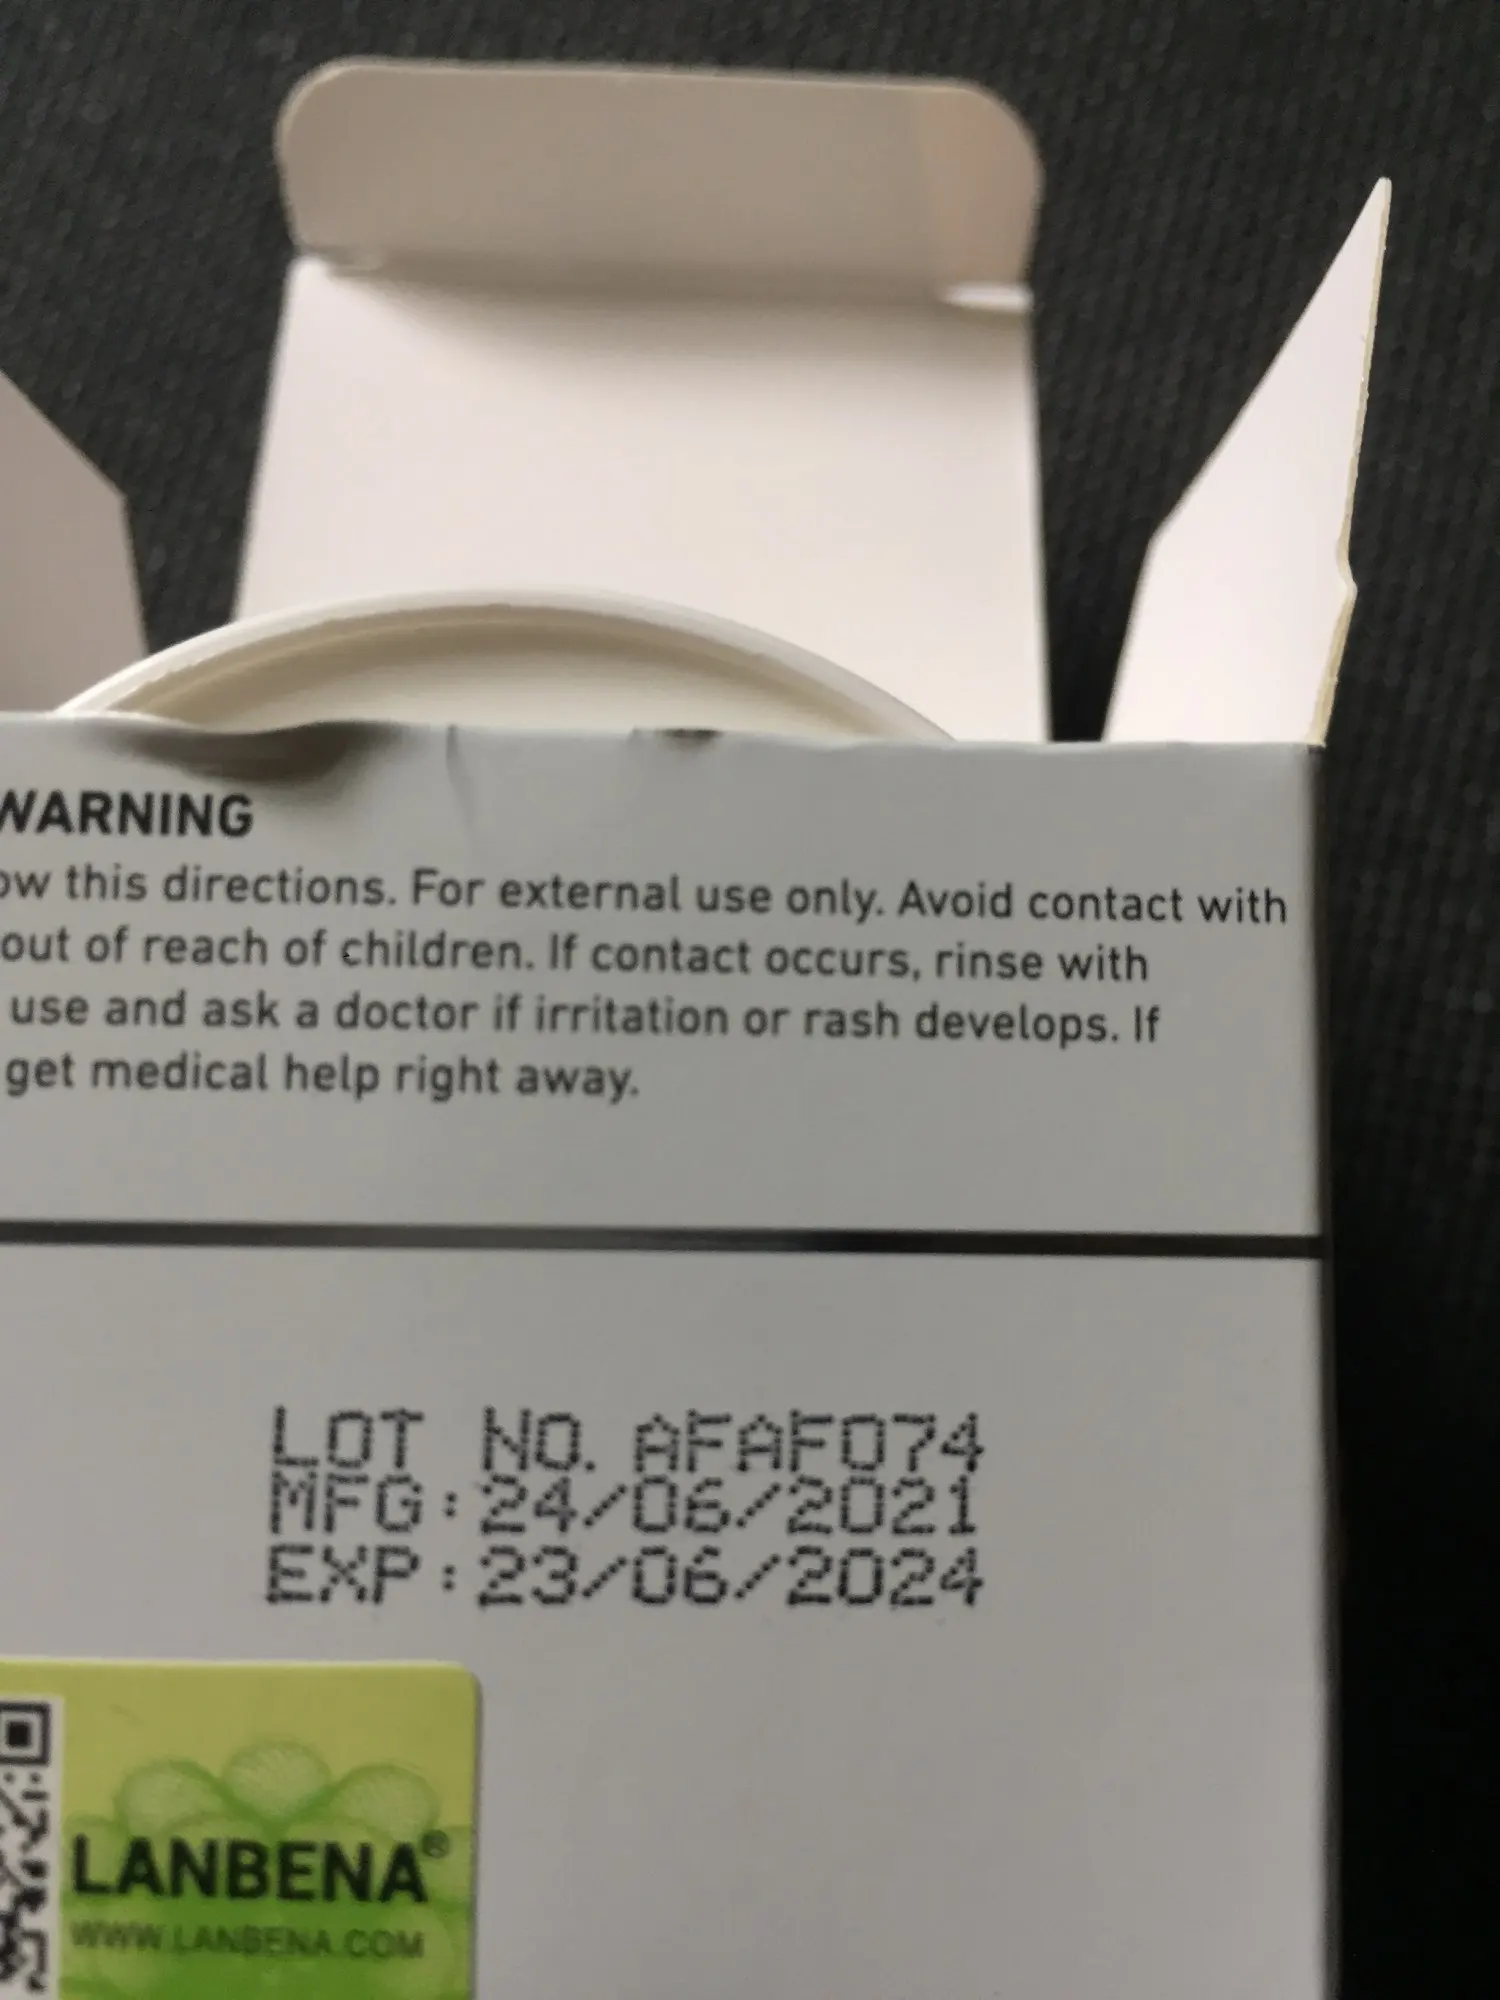 WARNING
this directions. For external use only. Avoid contact with
out of reach of children. If contact occurs, rinse with
use and ask a doctor if irritation or rash develops. If
get medical help right away.
LOT NO. AFAF074
MFG:24/06/2021
EXP:23/06/2024
LANBENA®
WWW.LANBENA.COM